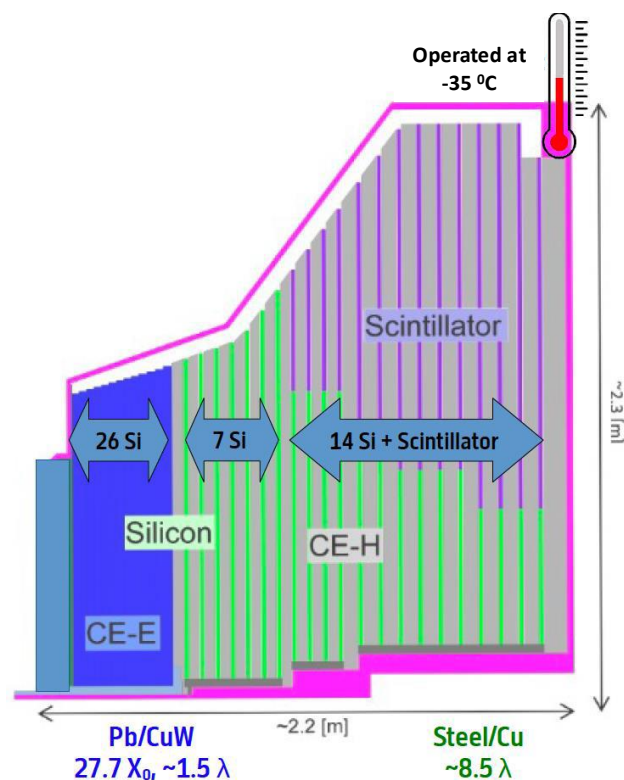 Operated at
-35 ⁰C
Scintillator
~2.3 [m]
26 Si
7 Si
14 Si + Scintillator
Silicon
CE-H
CE-E
~2.2 [m]
Pb/CuW
27.7 X₀, ~1.5 λ
Steel/Cu
~8.5 λ